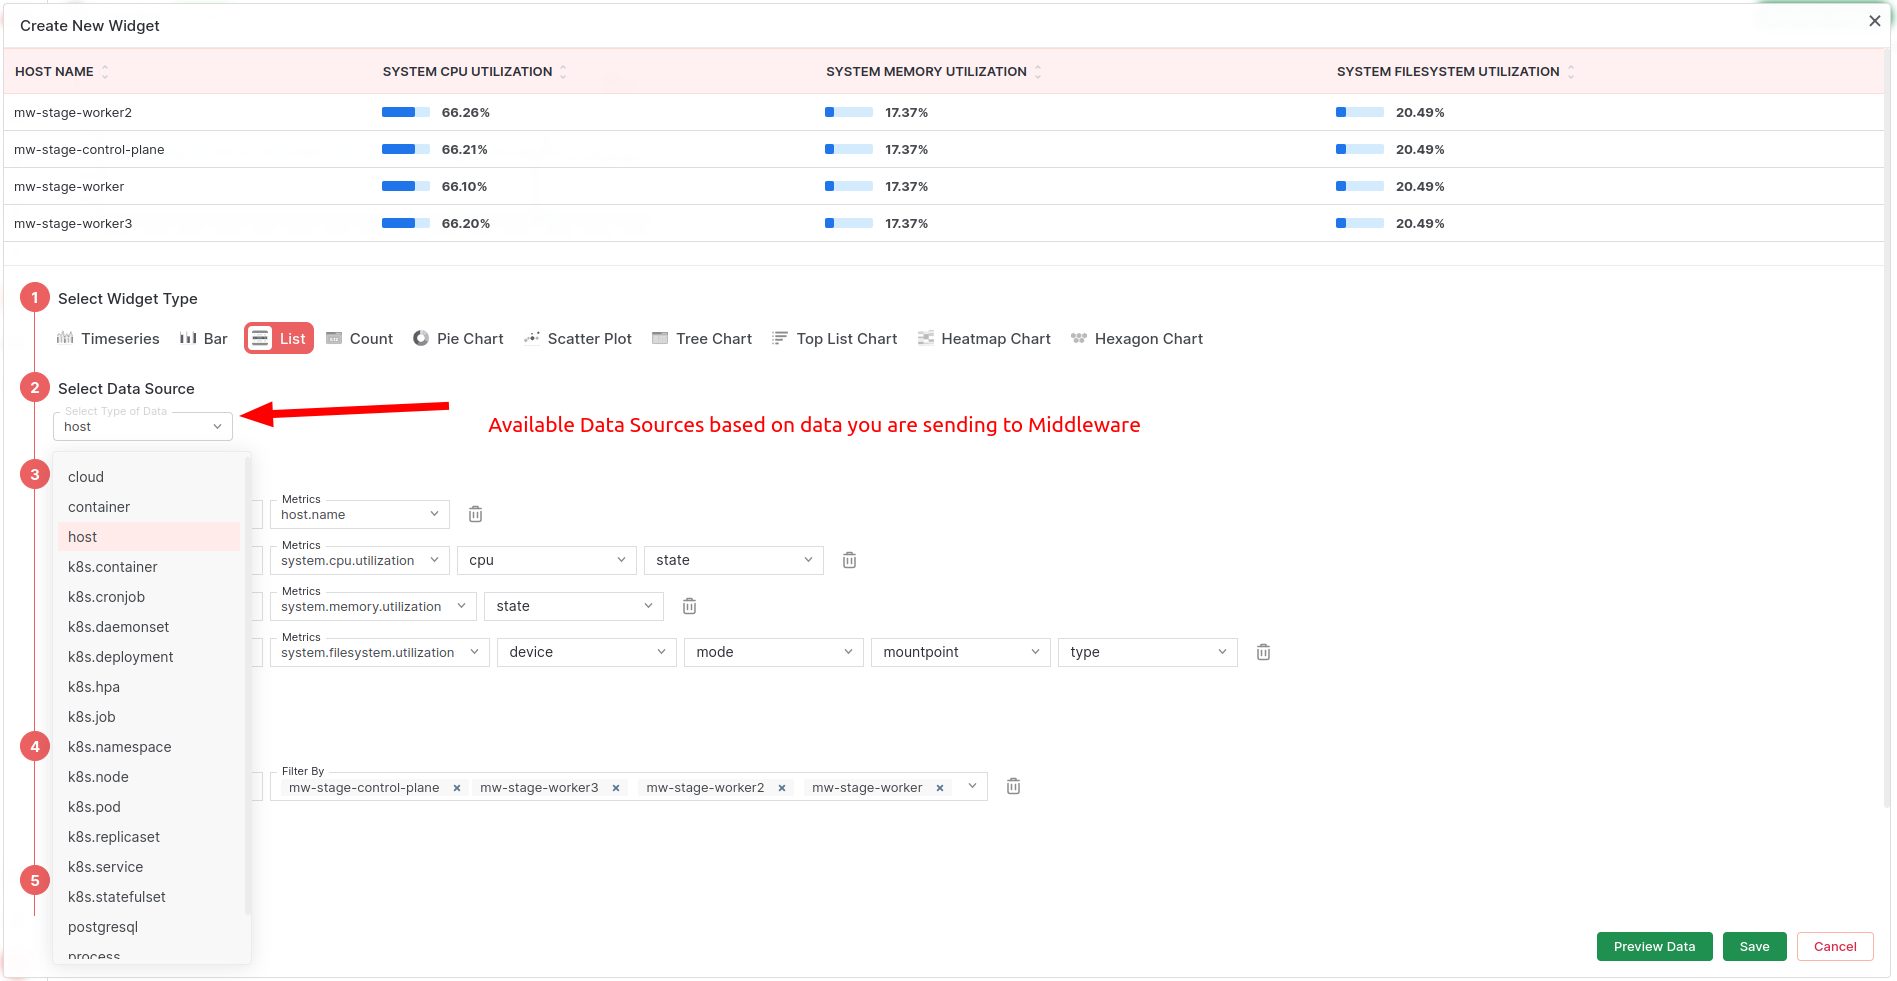 Create New Widget
HOST NAME SYSTEM CPU UTILIZATION SYSTEM MEMORY UTILIZATION SYSTEM FILESYSTEM UTILIZATION
mw-stage-worker2 66.26% 17.37% 20.49%
mw-stage-control-plane 66.21% 17.37% 20.49%
mw-stage-worker 66.10% 17.37% 20.49%
mw-stage-worker3 66.20% 17.37% 20.49%
1 Select Widget Type
Timeseries Bar List Count Pie Chart Scatter Plot Tree Chart Top List Chart Heatmap Chart Hexagon Chart
2 Select Data Source
Select Type of Data
host
Available Data Sources based on data you are sending to Middleware
3
cloud
container
host
k8s.container
k8s.cronjob
k8s.daemonset
k8s.deployment
k8s.hpa
k8s.job
k8s.namespace
k8s.node
k8s.pod
k8s.replicaset
k8s.service
k8s.statefulset
postgresql
process
Metrics
host.name
Metrics
system.cpu.utilization cpu state
Metrics
system.memory.utilization state
Metrics
system.filesystem.utilization device mode mountpoint type
4
Filter By
mw-stage-control-plane × mw-stage-worker3 × mw-stage-worker2 × mw-stage-worker ×
5
Preview Data Save Cancel